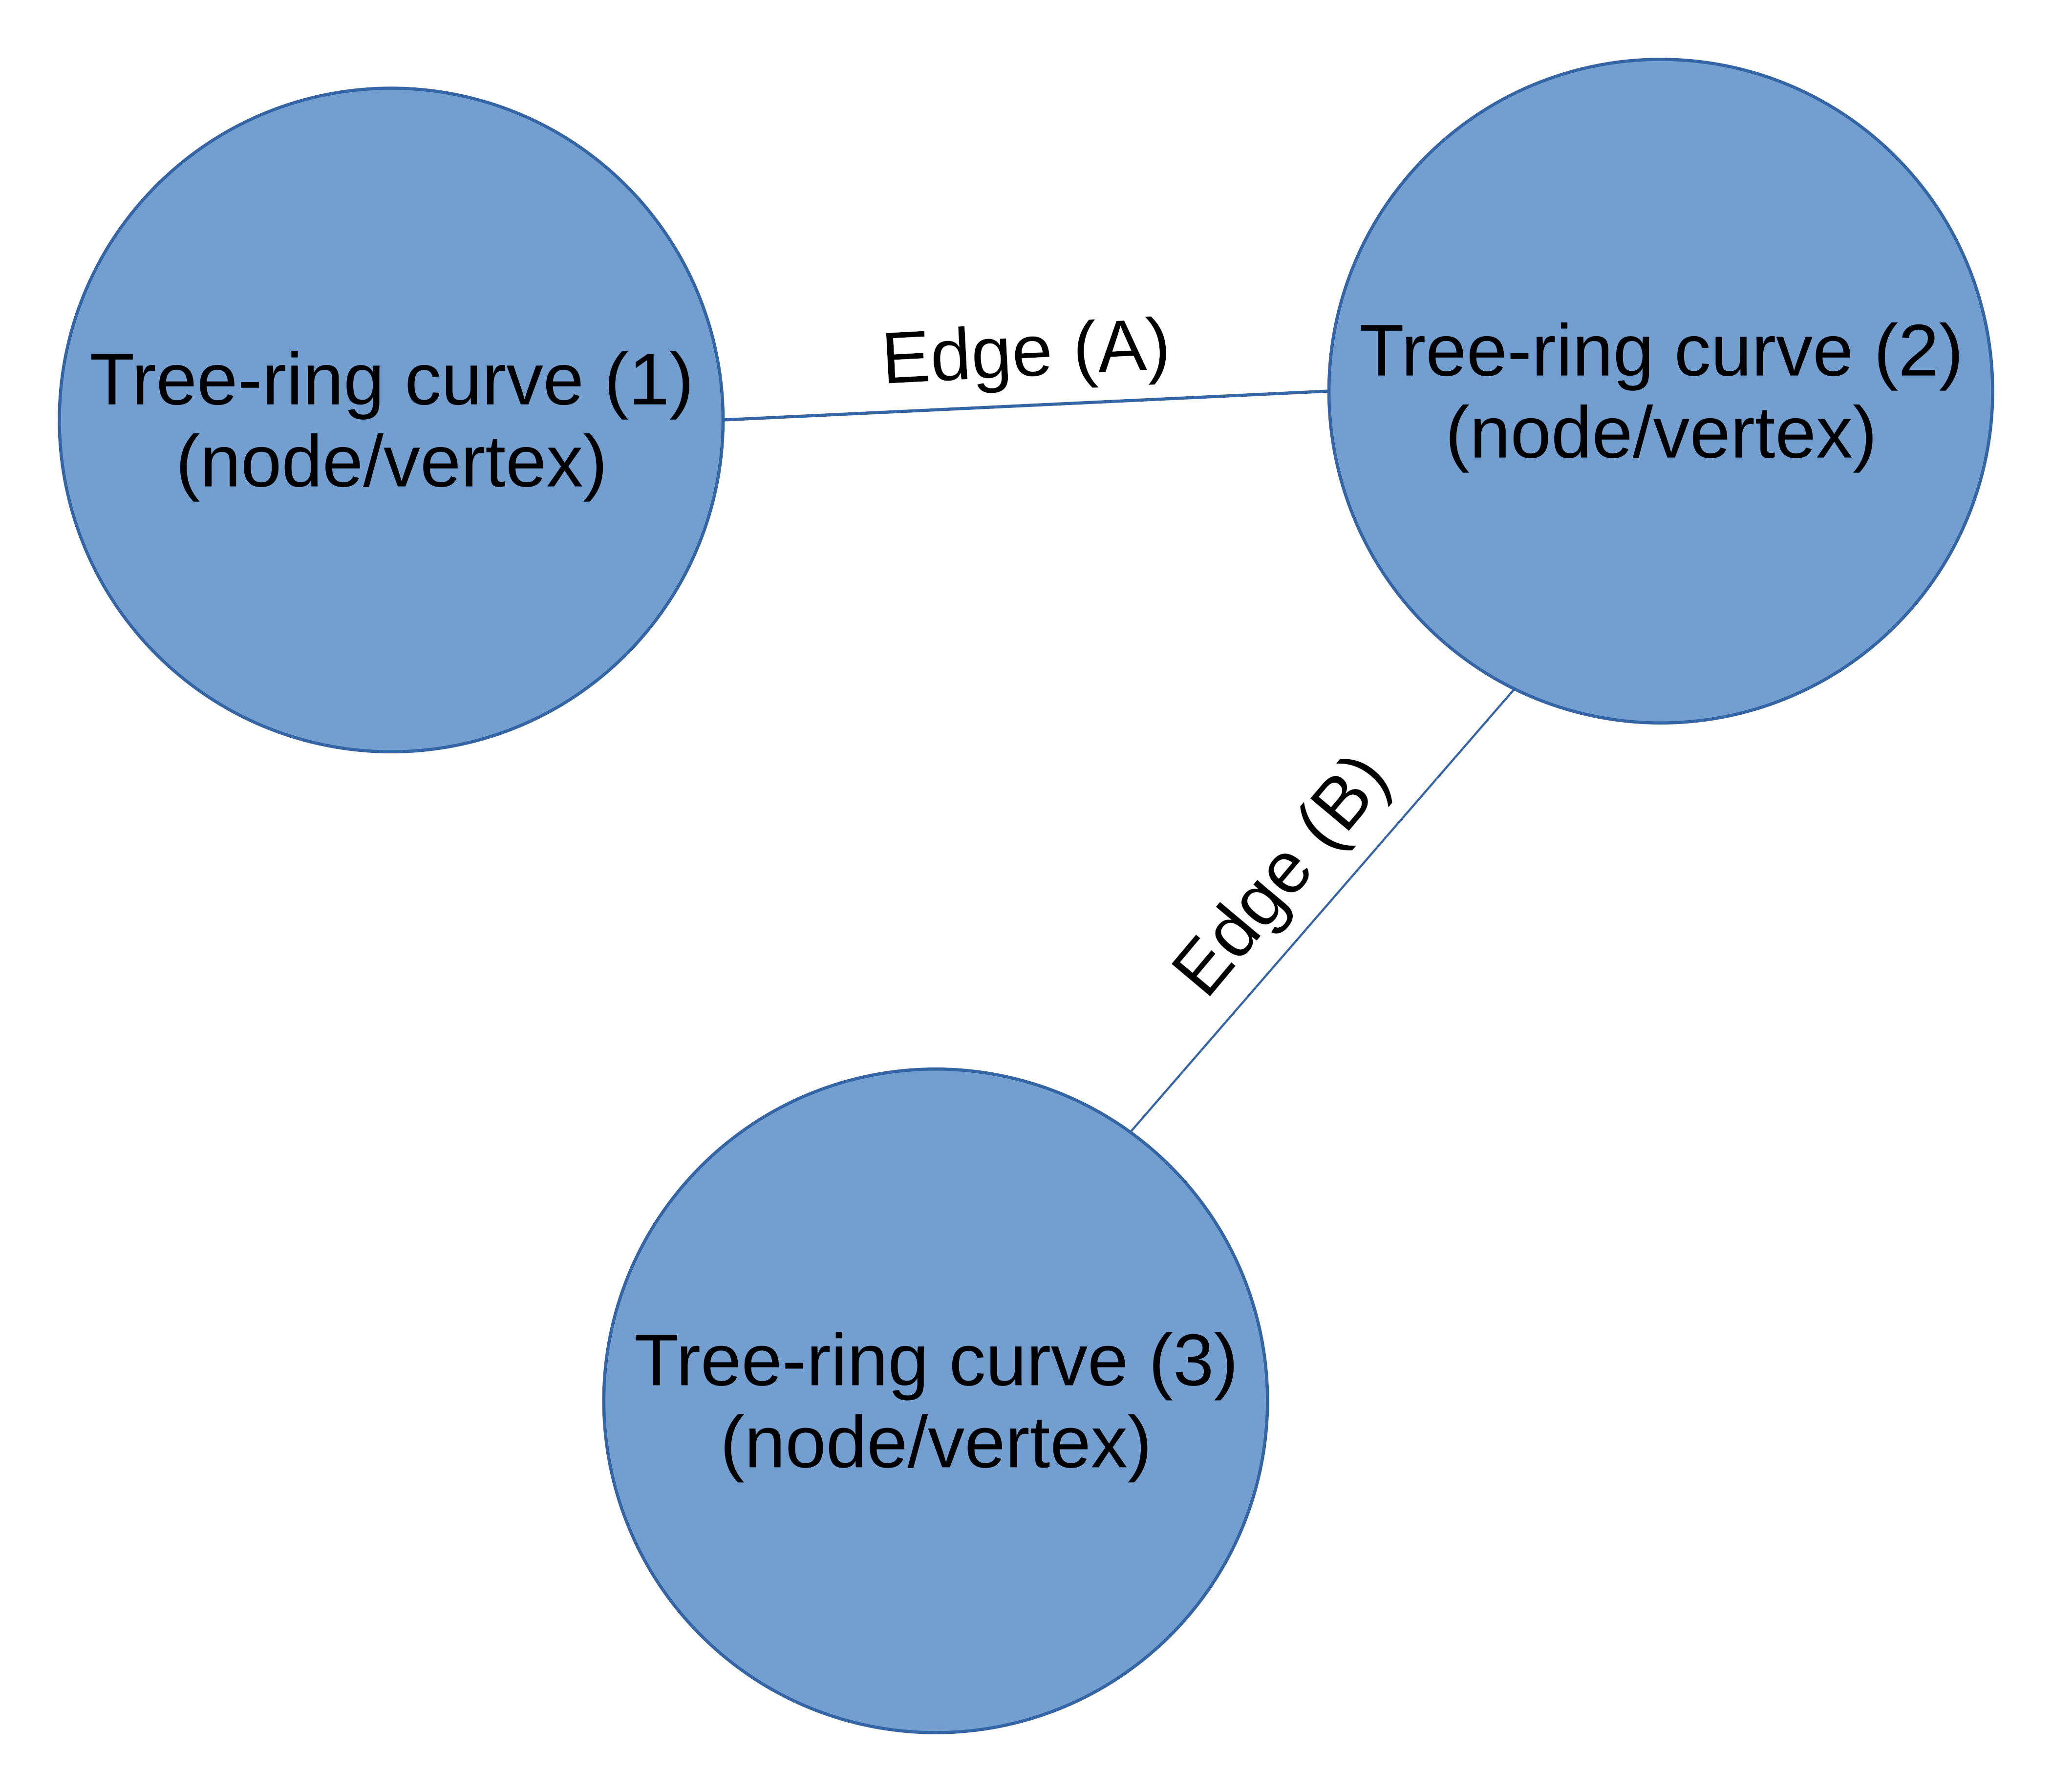 Tree-ring curve (1)
(node/vertex)
Edge (A)
Tree-ring curve (2)
(node/vertex)
Edge (B)
Tree-ring curve (3)
(node/vertex)